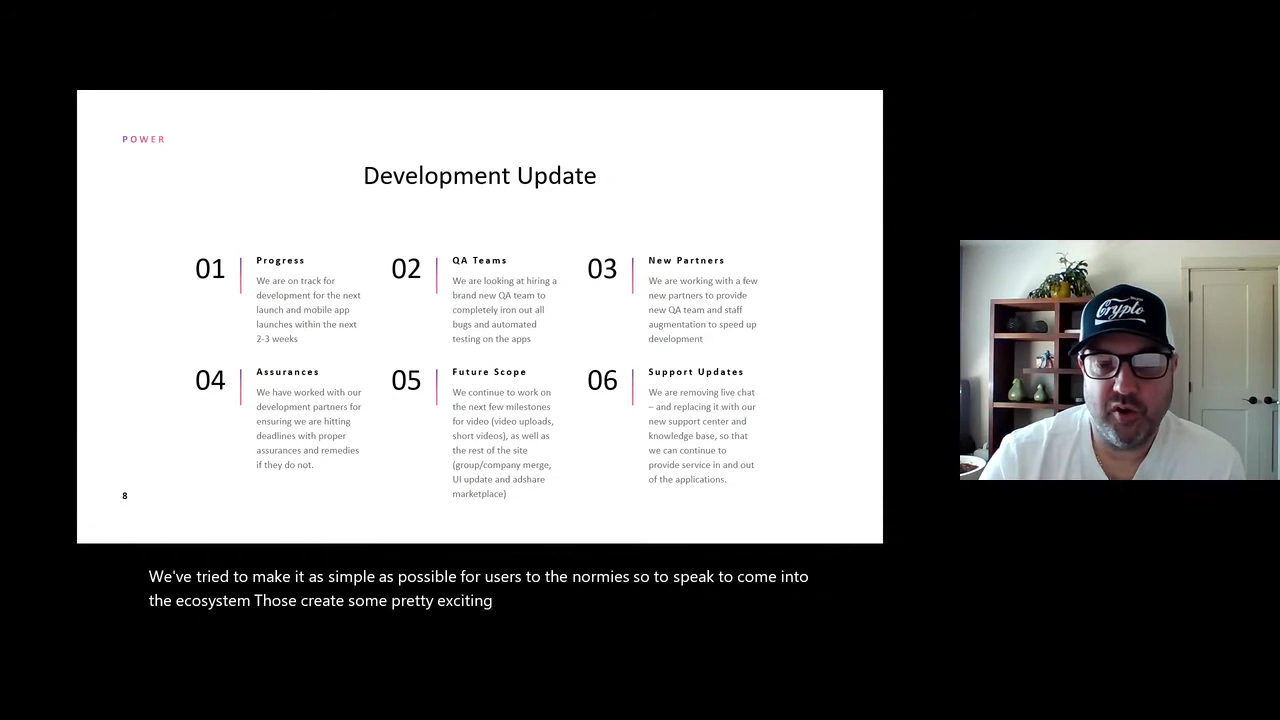 POWER
Development Update
01
Progress
We are on track for
development for the next
launch and mobile app
launches within the next
2-3 weeks
02
QA Teams
We are looking at hiring a
brand new QA team to
completely iron out all
bugs and automated
testing on the apps
03
New Partners
We are working with a few
new partners to provide
new QA team and staff
augmentation to speed up
development
04
Assurances
We have worked with our
development partners for
ensuring we are hitting
deadlines with proper
assurances and remedies
if they do not.
05
Future Scope
We continue to work on
the next few milestones
for video (video uploads,
short videos), as well as
the rest of the site
(group/company merge,
UI update and adshare
marketplace)
06
Support Updates
We are removing live chat
– and replacing it with our
new support center and
knowledge base, so that
we can continue to
provide service in and out
of the applications.
8
Crypto
We've tried to make it as simple as possible for users to the normies so to speak to come into
the ecosystem Those create some pretty exciting